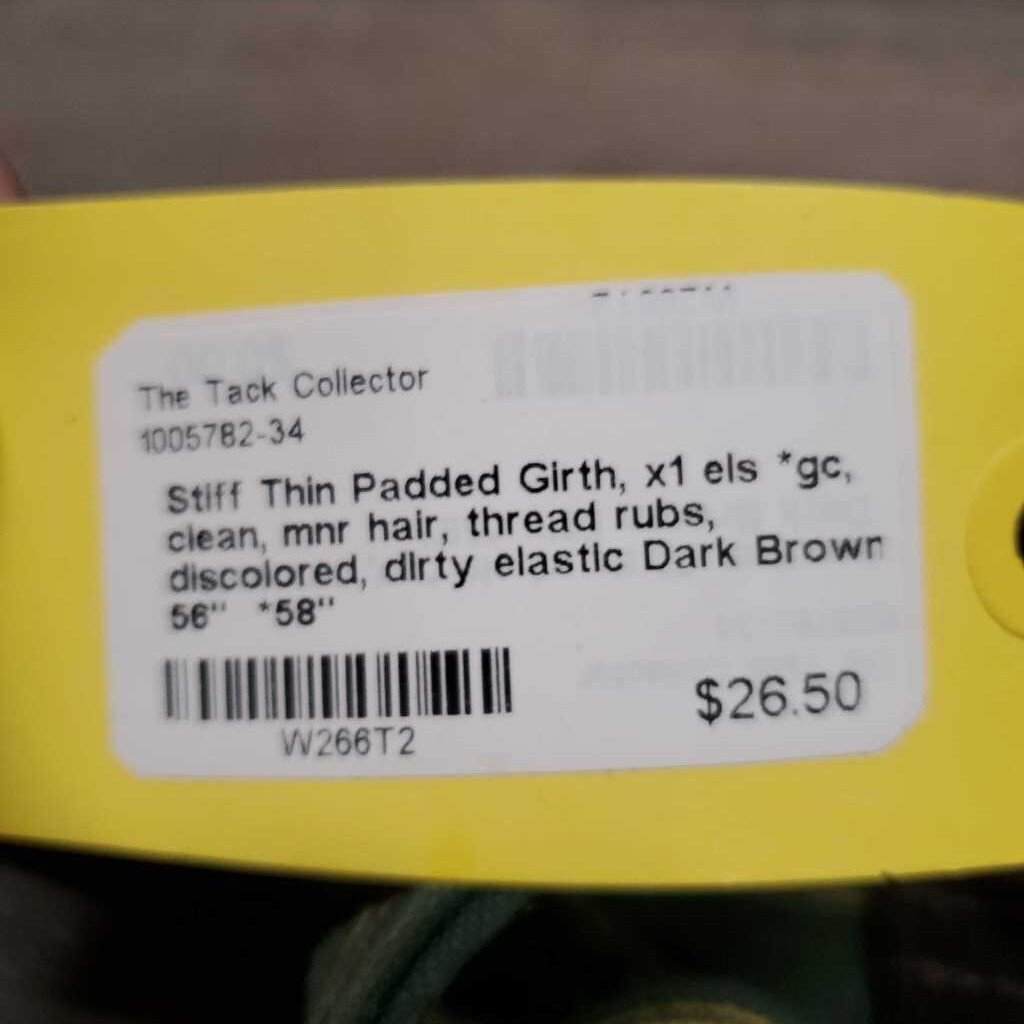 The Tack Collector
1005782-34
Stiff Thin Padded Girth, x1 els *gc,
clean, mnr hair, thread rubs,
discolored, dirty elastic Dark Brown
56" *58"
W266T2
$26.50